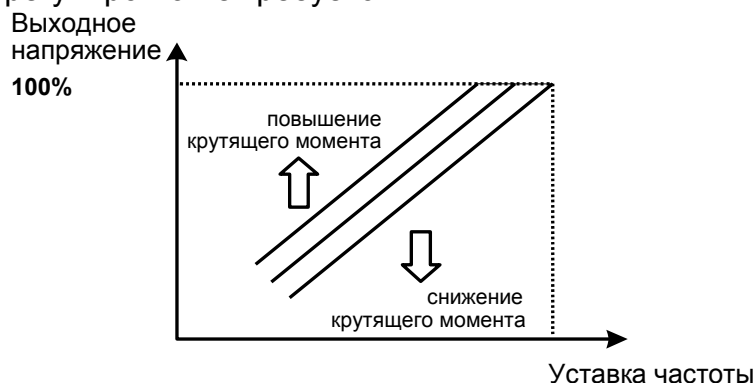 Выходное
напряжение
100%
повышение
крутящего момента
снижение
крутящего момента
Уставка частоты